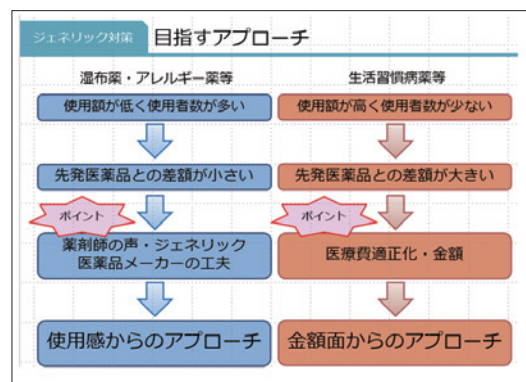 ジェネリック対策
目指すアプローチ
湿布薬・アレルギー薬等
使用額が低く使用者数が多い
先発医薬品との差額が小さい
ポイント
薬剤師の声・ジェネリック
医薬品メーカーの工夫
使用感からのアプローチ
生活習慣病薬等
使用額が高く使用者数が少ない
先発医薬品との差額が大きい
ポイント
医療費適正化・金額
金額面からのアプローチ